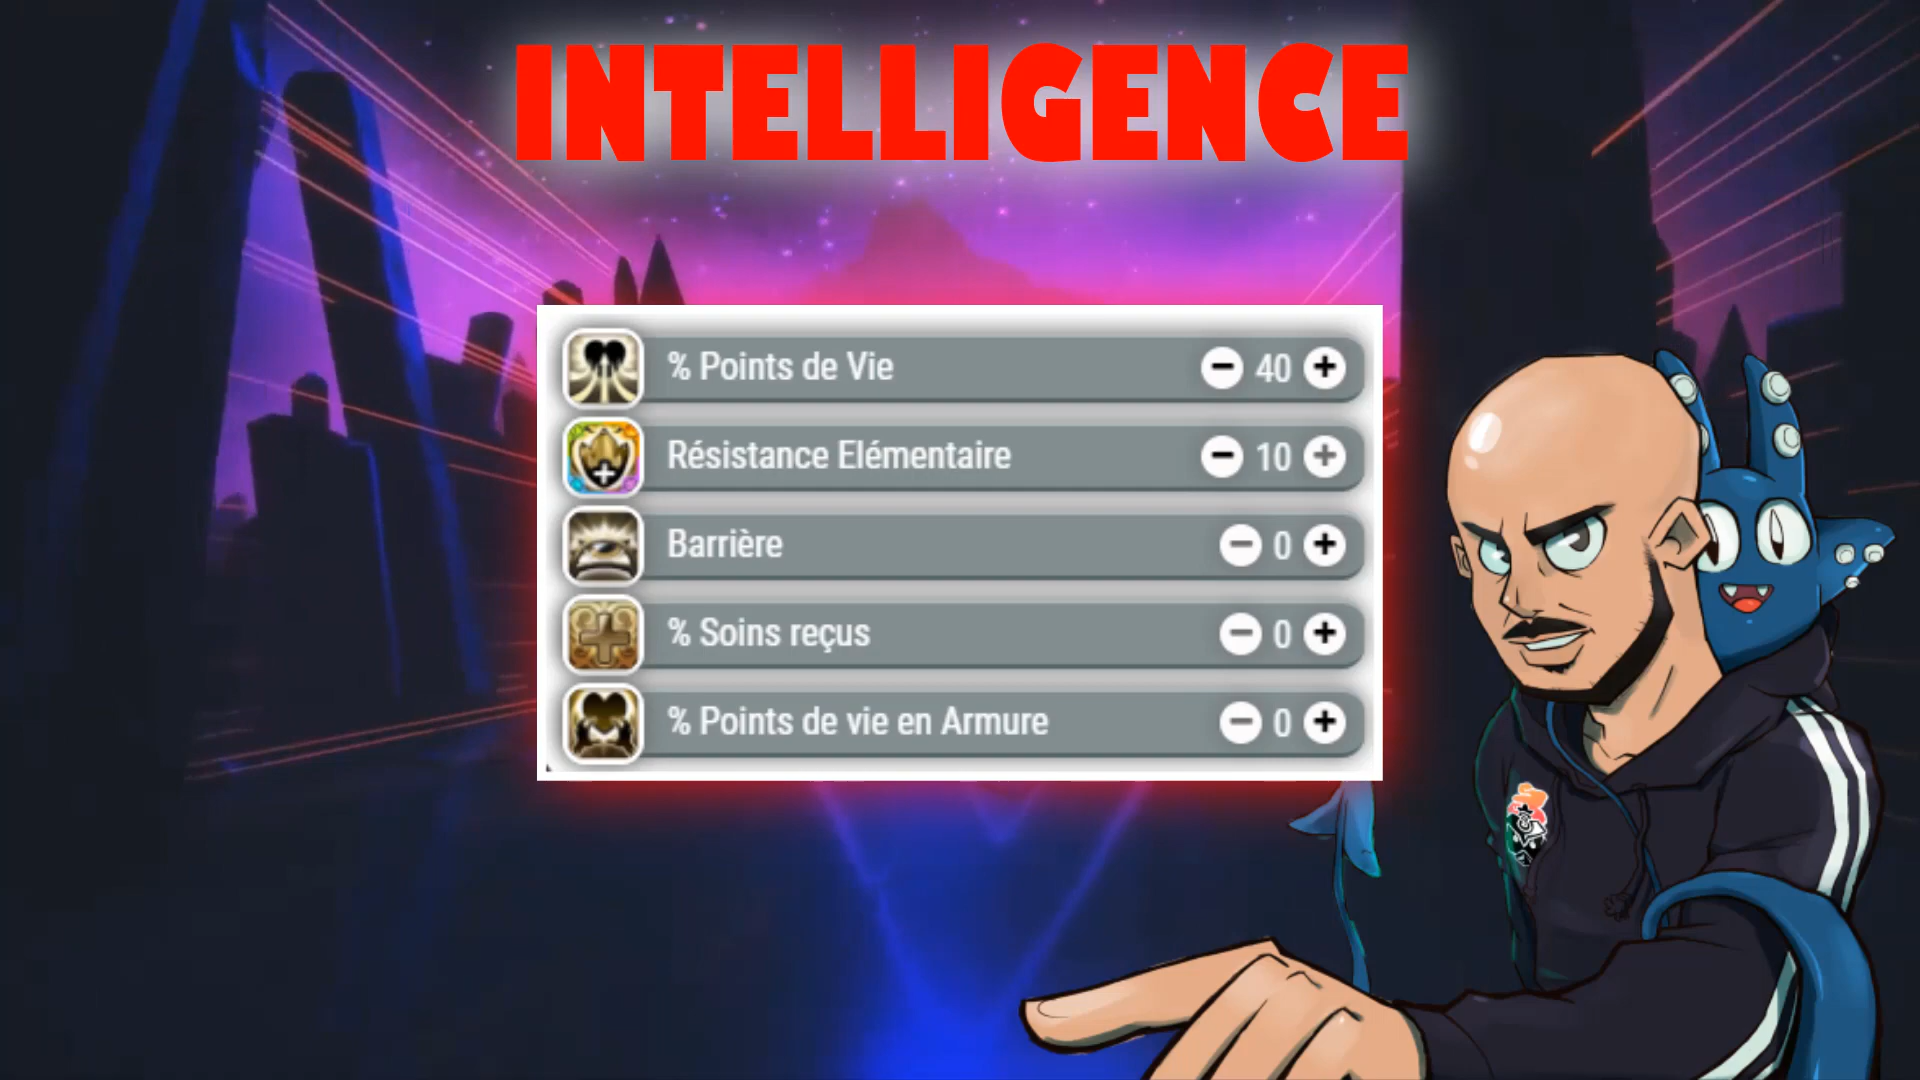 INTELLIGENCE
% Points de Vie 40
Résistance Elémentaire 10
Barrière 0
% Soins reçus 0
% Points de vie en Armure 0